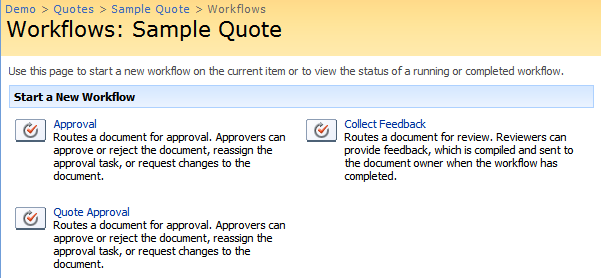 Demo > Quotes > Sample Quote > Workflows
Workflows: Sample Quote
Use this page to start a new workflow on the current item or to view the status of a running or completed workflow.
Start a New Workflow
Approval
Routes a document for approval. Approvers can
approve or reject the document, reassign the
approval task, or request changes to the
document.
Collect Feedback
Routes a document for review. Reviewers can
provide feedback, which is compiled and sent to
the document owner when the workflow has
completed.
Quote Approval
Routes a document for approval. Approvers can
approve or reject the document, reassign the
approval task, or request changes to the
document.